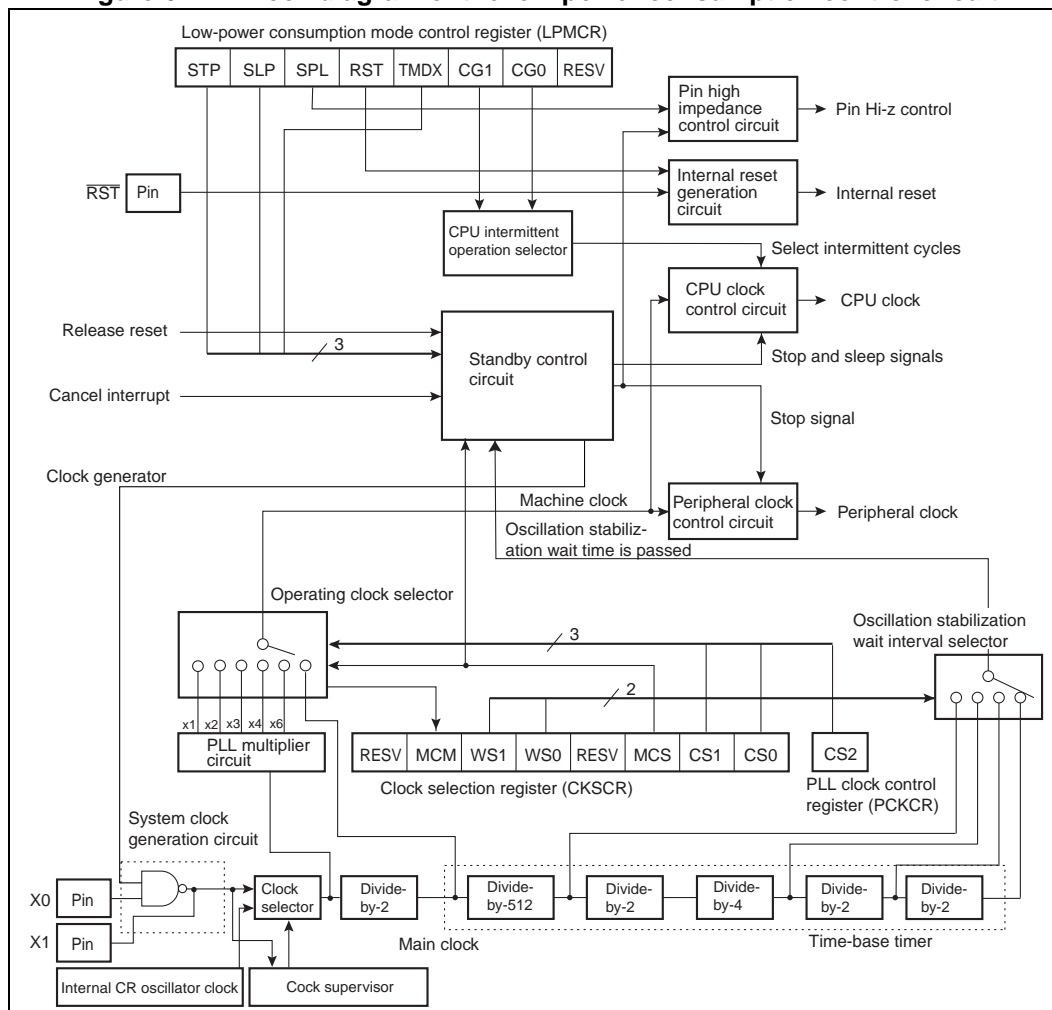 Low-power consumption mode control register (LPMCR)
STP SLP SPL RST TMDX CG1 CG0 RESV
Pin high
impedance
control circuit
Pin Hi-z control
RST Pin
Internal reset
generation
circuit
Internal reset
CPU intermittent
operation selector
Select intermittent cycles
CPU clock
control circuit
CPU clock
Release reset
3
Standby control
circuit
Stop and sleep signals
Cancel interrupt
Stop signal
Clock generator
Machine clock
Peripheral clock
control circuit
Peripheral clock
Oscillation stabiliz-
ation wait time is passed
Operating clock selector
3
Oscillation stabilization
wait interval selector
2
x1 x2 x3 x4 x6
PLL multiplier
circuit
RESV MCM WS1 WS0 RESV MCS CS1 CS0
CS2
Clock selection register (CKSCR)
PLL clock control
register (PCKCR)
System clock
generation circuit
X0 Pin
X1 Pin
Clock
selector
Divide-
by-2
Divide-
by-512
Divide-
by-2
Divide-
by-4
Divide-
by-2
Divide-
by-2
Main clock
Time-base timer
Internal CR oscillator clock
Cock supervisor